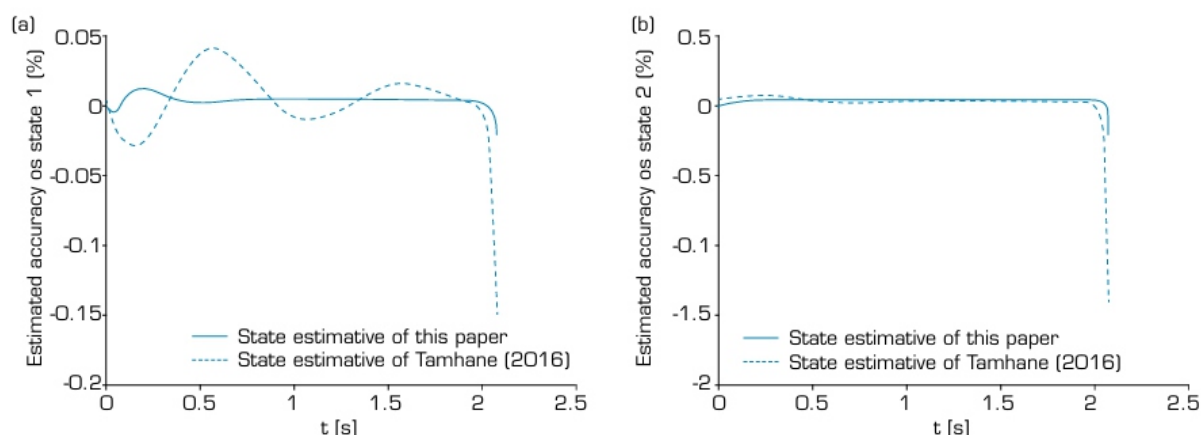 (a)
Estimated accuracy os state 1 (%)
0.05
0
-0.05
-0.1
-0.15
-0.2
State estimative of this paper
State estimative of Tamhane (2016)
0
0.5
1
1.5
2
2.5
t [s]
(b)
Estimated accuracy os state 2 (%)
0.5
0
0.5
-0.1
-1.5
-2
State estimative of this paper
State estimative of Tamhane (2016)
0
0.5
1
1.5
2
2.5
t [s]